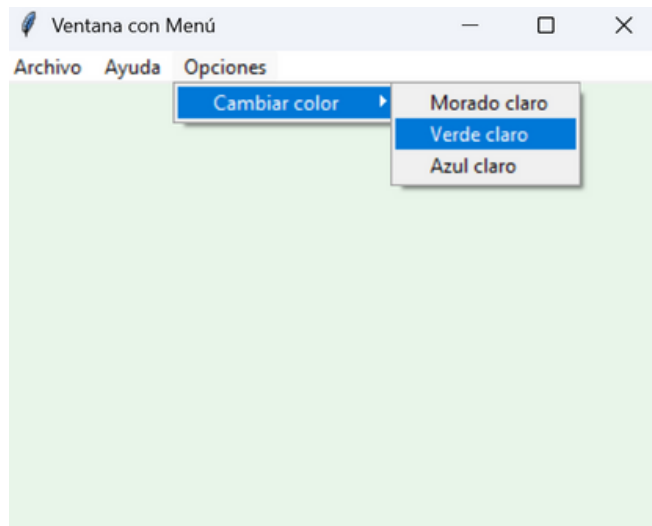 Ventana con Menú
Archivo Ayuda Opciones
Cambiar color
Morado claro
Verde claro
Azul claro